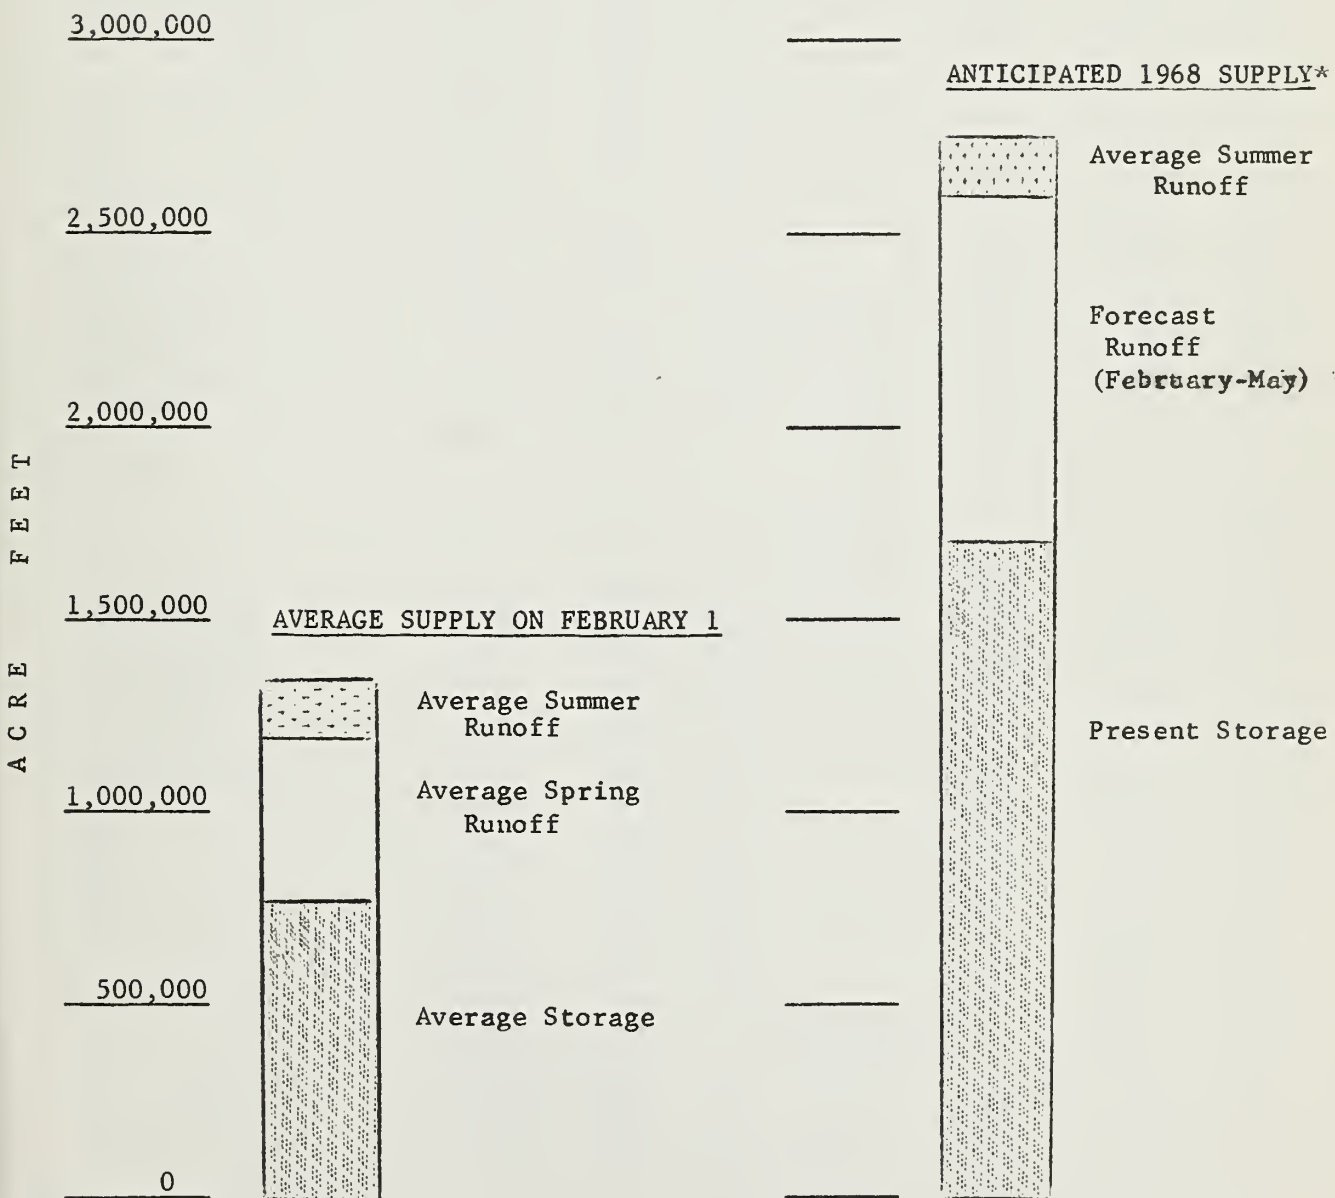 3,000,000
ANTICIPATED 1968 SUPPLY*
Average Summer
Runoff
2,500,000
Forecast
Runoff
(February-May)
2,000,000
ACRE FEET
1,500,000
AVERAGE SUPPLY ON FEBRUARY 1
Average Summer
Runoff
Present Storage
1,000,000
Average Spring
Runoff
500,000
Average Storage
0